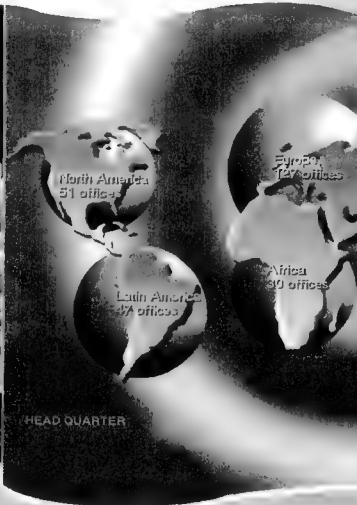 North America
51 offices
Latin America
47 offices
Europe
127 offices
Africa
30 offices
HEAD QUARTER